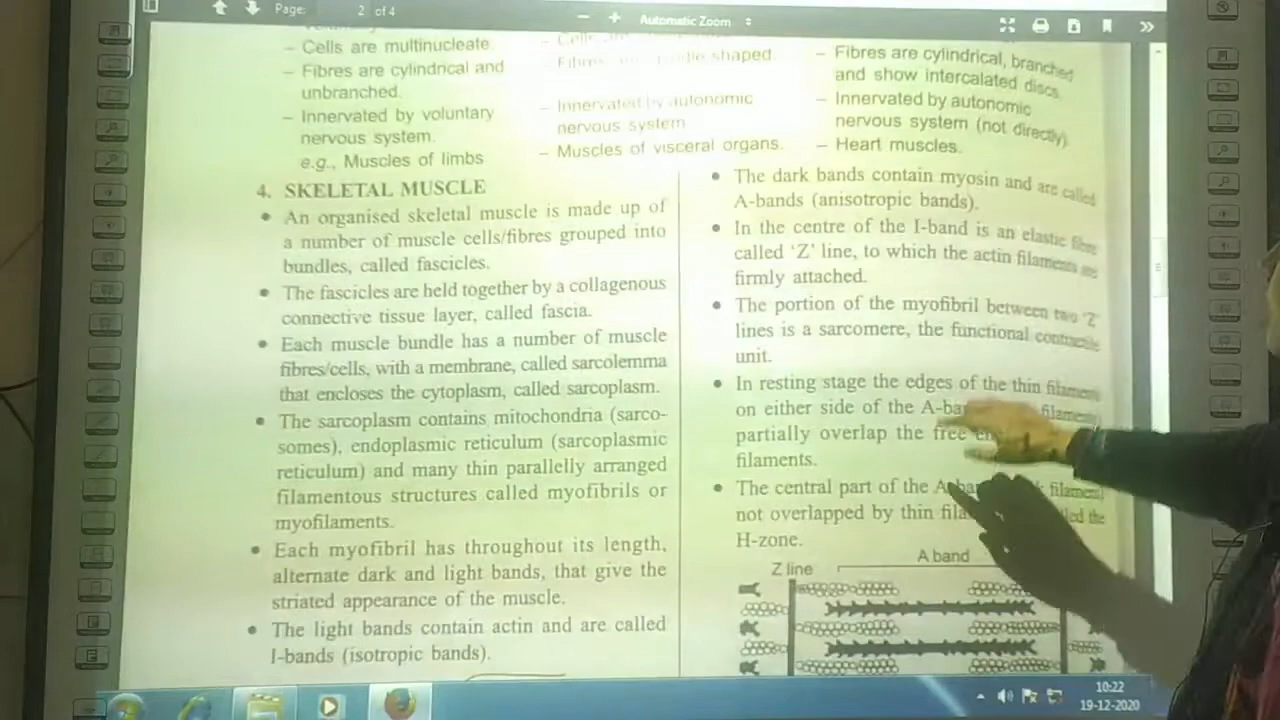 Page: 2 of 4
Automatic Zoom
– Cells are multinucleate.
– Fibres are cylindrical and
unbranched.
– Innervated by voluntary
nervous system.
e.g., Muscles of limbs
– Cells
– Fibres shaped.
– Innervated by autonomic
nervous system
– Muscles of visceral organs.
– Fibres are cylindrical, branched
and show intercalated discs.
– Innervated by autonomic
nervous system (not directly).
– Heart muscles.
4. SKELETAL MUSCLE
• An organised skeletal muscle is made up of
a number of muscle cells/fibres grouped into
bundles, called fascicles.
• The fascicles are held together by a collagenous
connective tissue layer, called fascia.
• Each muscle bundle has a number of muscle
fibres/cells, with a membrane, called sarcolemma
that encloses the cytoplasm, called sarcoplasm.
• The sarcoplasm contains mitochondria (sarco-
somes), endoplasmic reticulum (sarcoplasmic
reticulum) and many thin parallelly arranged
filamentous structures called myofibrils or
myofilaments.
• Each myofibril has throughout its length,
alternate dark and light bands, that give the
striated appearance of the muscle.
• The light bands contain actin and are called
I-bands (isotropic bands).
• The dark bands contain myosin and are called
A-bands (anisotropic bands).
• In the centre of the I-band is an elastic fibre
called ‘Z’ line, to which the actin filaments are
firmly attached.
• The portion of the myofibril between two ‘Z’
lines is a sarcomere, the functional contractile
unit.
• In resting stage the edges of the thin filaments
on either side of the
partially overlap the free
filaments.
• The central part of the filament
not overlapped by thin the
H-zone.
Z line
A band
10:22
19-12-2020